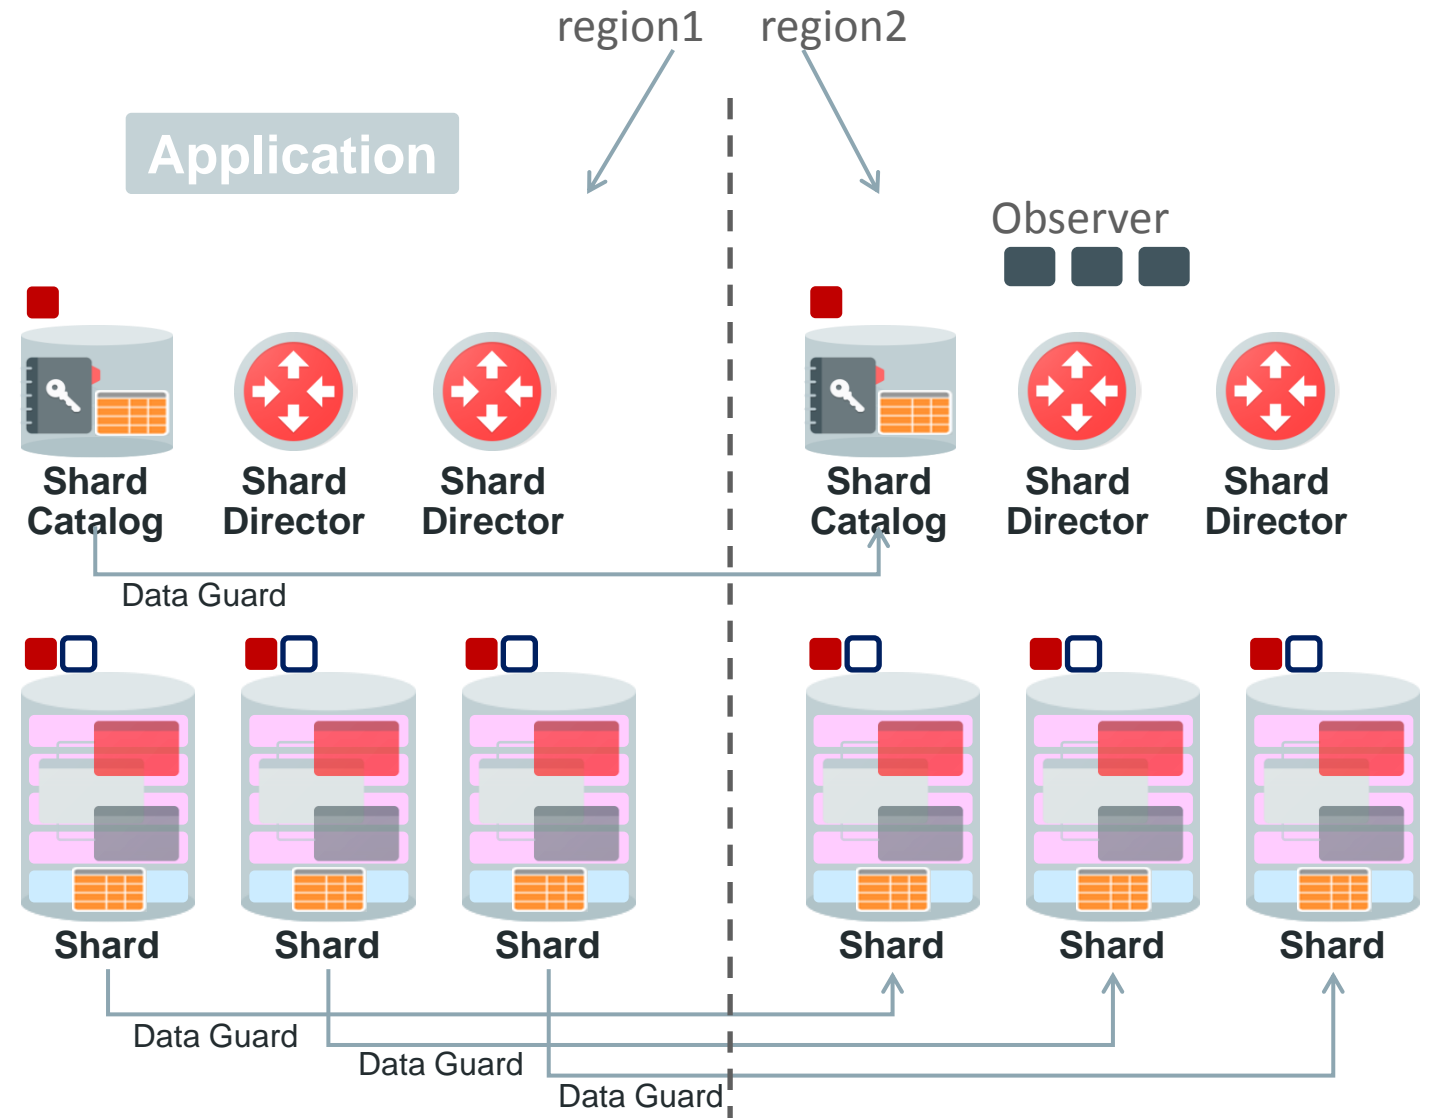 region1
region2
Application
Observer
Shard
Catalog
Shard
Director
Shard
Director
Shard
Catalog
Shard
Director
Shard
Director
Data Guard
Shard
Shard
Shard
Shard
Shard
Shard
Data Guard
Data Guard
Data Guard